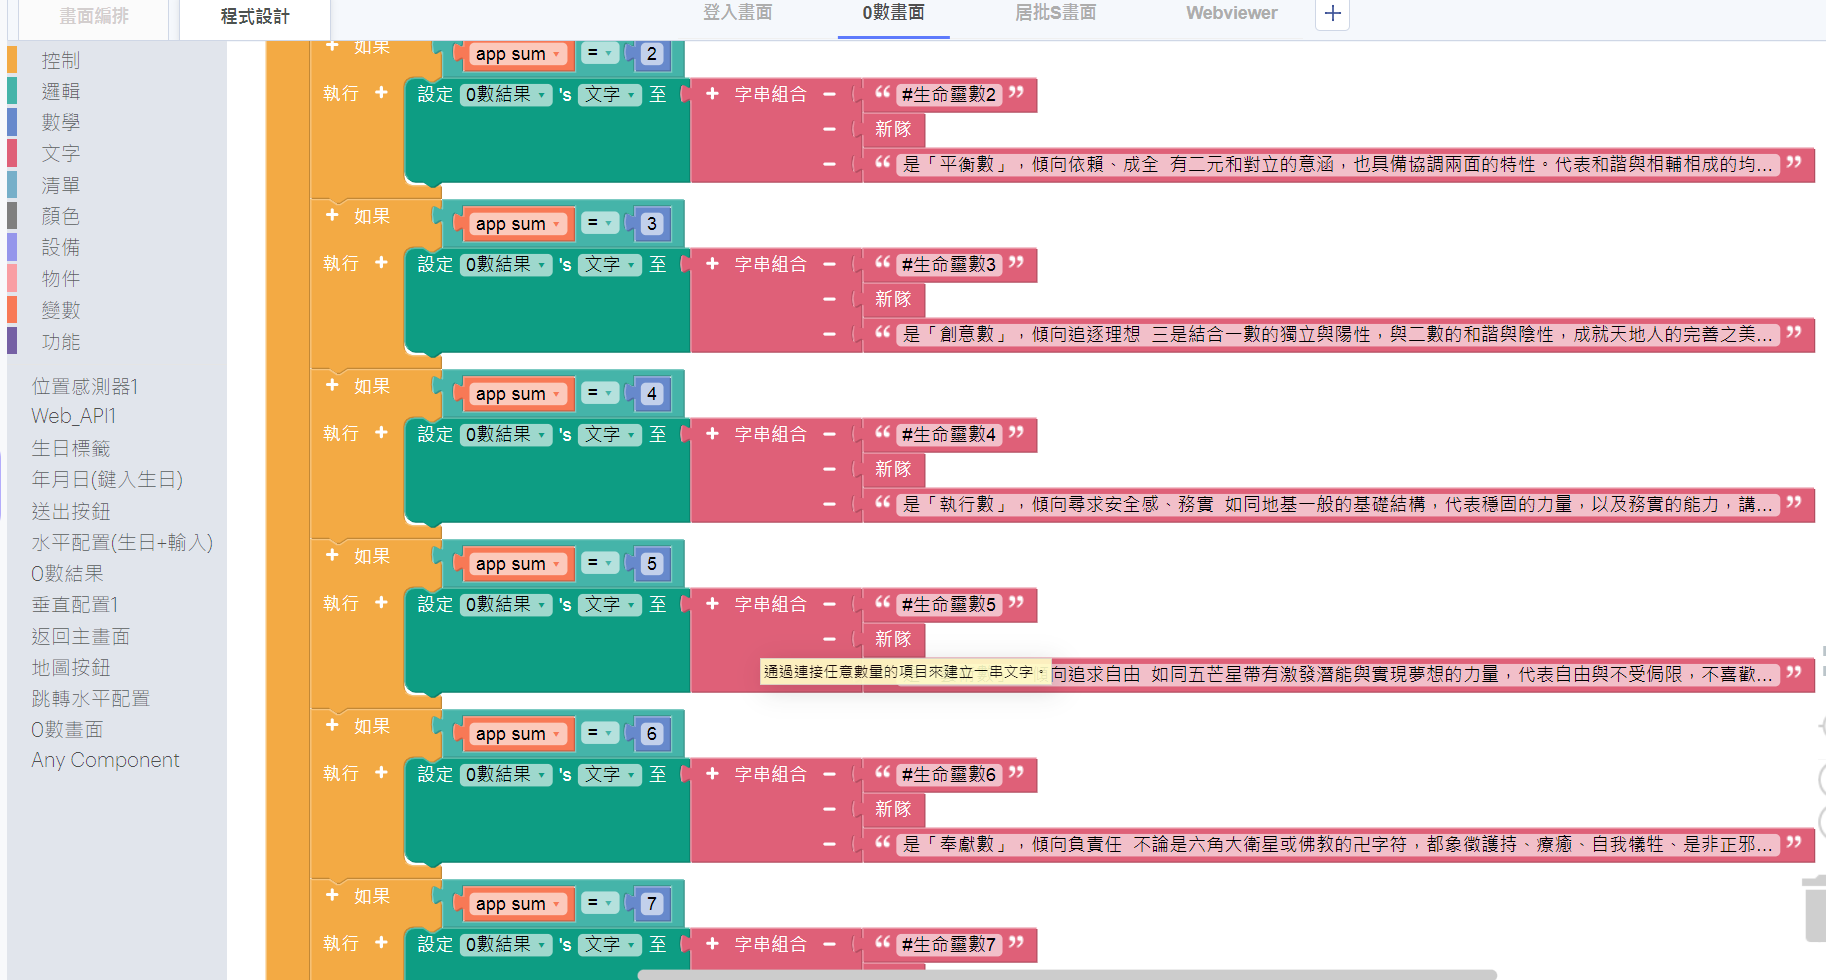 畫面編排
程式設計
登入畫面
0數畫面
居批S畫面
Webviewer
控制
邏輯
數學
文字
清單
顏色
設備
物件
變數
功能
位置感測器1
Web_API1
生日標籤
年月日(鍵入生日)
送出按鈕
水平配置(生日+輸入)
0數結果
垂直配置1
返回主畫面
地圖按鈕
跳轉水平配置
0數畫面
Any Component
如果 app sum = 2
執行 設定 0數結果 's 文字 至 字串組合 “ #生命靈數2 ”
新隊
“ 是「平衡數」，傾向依賴、成全 有二元和對立的意涵，也具備協調兩面的特性。代表和諧與相輔相成的均... ”
如果 app sum = 3
執行 設定 0數結果 's 文字 至 字串組合 “ #生命靈數3 ”
新隊
“ 是「創意數」，傾向追逐理想 三是結合一數的獨立與陽性，與二數的和諧與陰性，成就天地人的完善之美... ”
如果 app sum = 4
執行 設定 0數結果 's 文字 至 字串組合 “ #生命靈數4 ”
新隊
“ 是「執行數」，傾向尋求安全感、務實 如同地基一般的基礎結構，代表穩固的力量，以及務實的能力，講... ”
如果 app sum = 5
執行 設定 0數結果 's 文字 至 字串組合 “ #生命靈數5 ”
新隊
通過連接任意數量的項目來建立一串文字。
向追求自由 如同五芒星帶有激發潛能與實現夢想的力量，代表自由與不受侷限，不喜歡... ”
如果 app sum = 6
執行 設定 0數結果 's 文字 至 字串組合 “ #生命靈數6 ”
新隊
“ 是「奉獻數」，傾向負責任 不論是六角大衛星或佛教的卍字符，都象徵護持、療癒、自我犧牲、是非正邪... ”
如果 app sum = 7
執行 設定 0數結果 's 文字 至 字串組合 “ #生命靈數7 ”